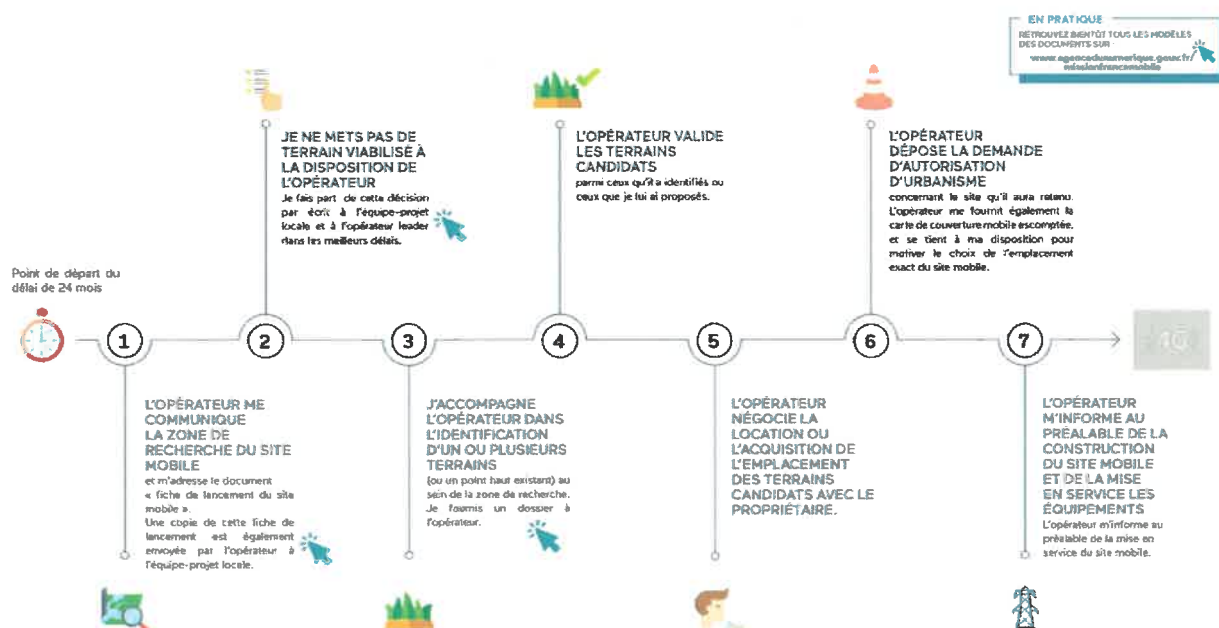 EN PRATIQUE
RETROUVEZ BIENTÔT TOUS LES MODÈLES
DES DOCUMENTS SUR
www.agencedunumerique.gouv.fr/
missionfrancemobile
JE NE METS PAS DE
TERRAIN VIABILISÉ À
LA DISPOSITION DE
L'OPÉRATEUR
Je fais part de cette décision
par écrit à l'équipe-projet
locale et à l'opérateur leader
dans les meilleurs délais.
L'OPÉRATEUR VALIDE
LES TERRAINS
CANDIDATS
parmi ceux qu'il a identifiés ou
ceux que je lui ai proposés.
L'OPÉRATEUR
DÉPOSE LA DEMANDE
D'AUTORISATION
D'URBANISME
concernant le site qu'il aura retenu.
L'opérateur me fournit également la
carte de couverture mobile escomptée,
et se tient à ma disposition pour
motiver le choix de l'emplacement
exact du site mobile.
Point de départ du
délai de 24 mois
1
2
3
4
5
6
7
4G
L'OPÉRATEUR ME
COMMUNIQUE
LA ZONE DE
RECHERCHE DU SITE
MOBILE
et m'adresse le document
« fiche de lancement du site
mobile ».
Une copie de cette fiche de
lancement est également
envoyée par l'opérateur à
l'équipe-projet locale.
J'ACCOMPAGNE
L'OPÉRATEUR DANS
L'IDENTIFICATION
D'UN OU PLUSIEURS
TERRAINS
(ou un point haut existant) au
sein de la zone de recherche.
Je fournis un dossier à
l'opérateur.
L'OPÉRATEUR
NÉGOCIE LA
LOCATION OU
L'ACQUISITION DE
L'EMPLACEMENT
DES TERRAINS
CANDIDATS AVEC LE
PROPRIÉTAIRE.
L'OPÉRATEUR
M'INFORME AU
PRÉALABLE DE LA
CONSTRUCTION
DU SITE MOBILE
ET DE LA MISE
EN SERVICE LES
ÉQUIPEMENTS
L'opérateur m'informe au
préalable de la mise en
service du site mobile.